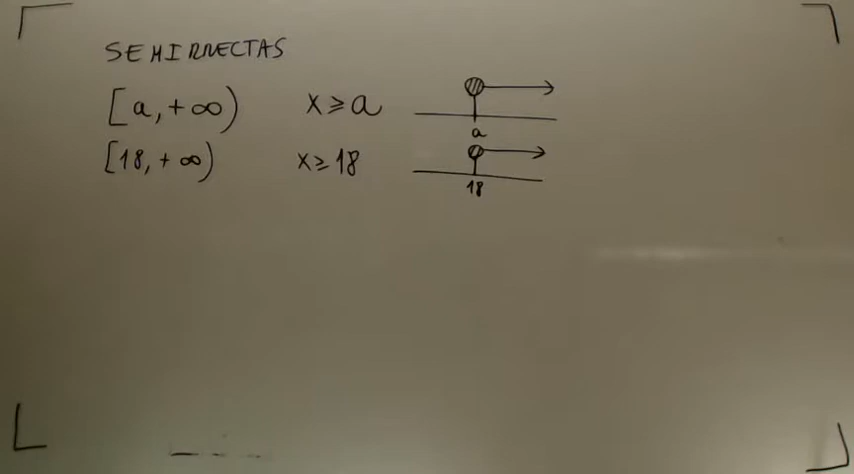 SEMIRRECTAS
[a, +∞) x ≥ a a
[18, +∞) x ≥ 18 18